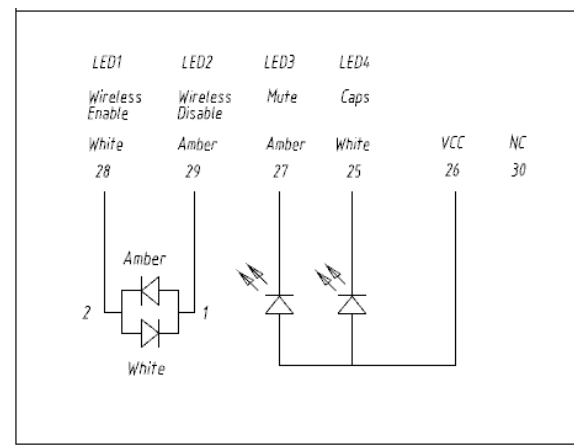 LED1 LED2 LED3 LED4
Wireless Wireless Mute Caps
Enable Disable
White Amber Amber White VCC NC
28 29 27 25 26 30
Amber
2 1
White